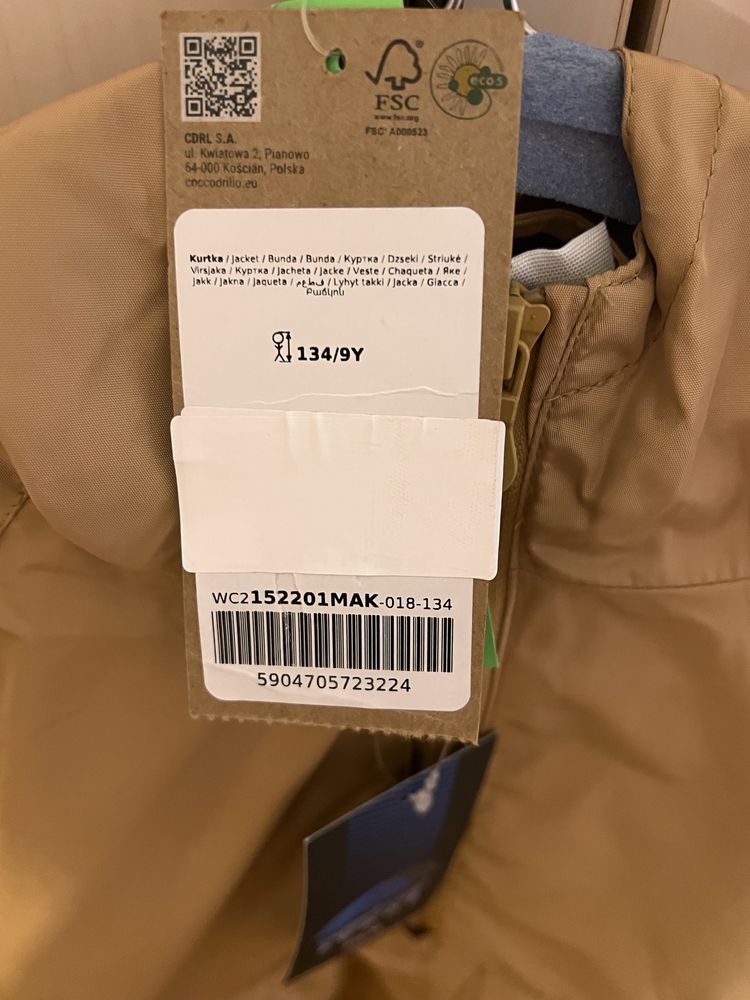 FSC
www.fsc.org
FSC® A000523
ecos
CDRL S.A.
ul. Kwiatowa 2, Pianowo
64-000 Kościan, Polska
coccodrillo.eu
Kurtka / Jacket / Bunda / Bunda / Куртка / Dzseki / Striukė /
Virsjaka / Куртка / Jacheta / Jacke / Veste / Chaqueta / Яке /
Jakk / Jakna / Jaqueta / / Lyhyt takki / Jacka / Giacca /
Բաճկոն
134/9Y
WC2152201MAK-018-134
5904705723224